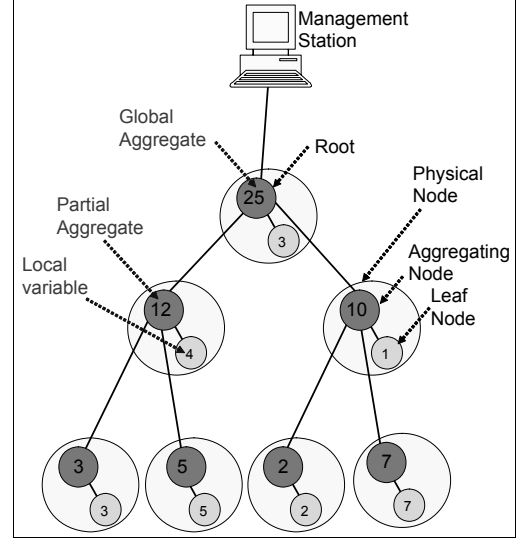 Management
Station
Global
Aggregate
Root
25
3
Physical
Node
Partial
Aggregate
Aggregating
Node
Local
variable
Leaf
Node
12
4
10
1
3
3
5
5
2
2
7
7